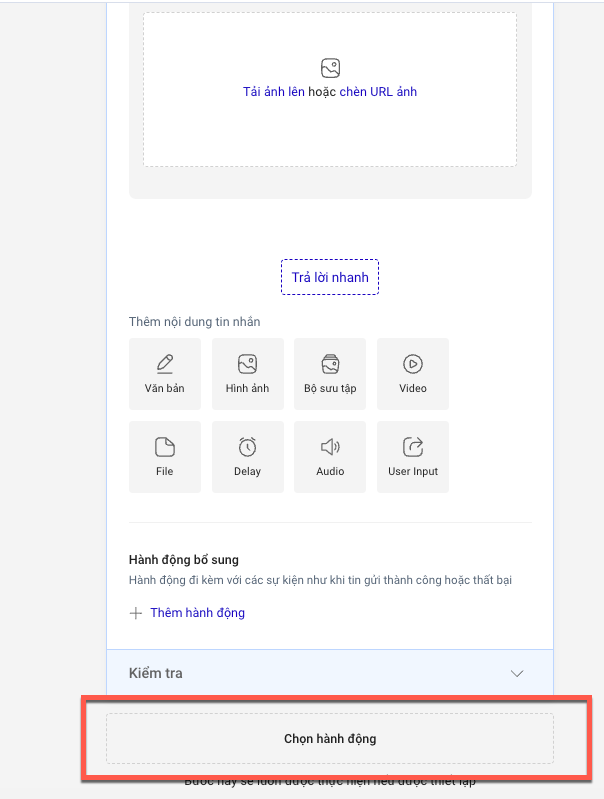 Tải ảnh lên hoặc chèn URL ảnh
Trả lời nhanh
Thêm nội dung tin nhắn
Văn bản
Hình ảnh
Bộ sưu tập
Video
File
Delay
Audio
User Input
Hành động bổ sung
Hành động đi kèm với các sự kiện như khi tin gửi thành công hoặc thất bại
Thêm hành động
Kiểm tra
Chọn hành động
Bước này sẽ luôn được thực hiện nếu được thiết lập